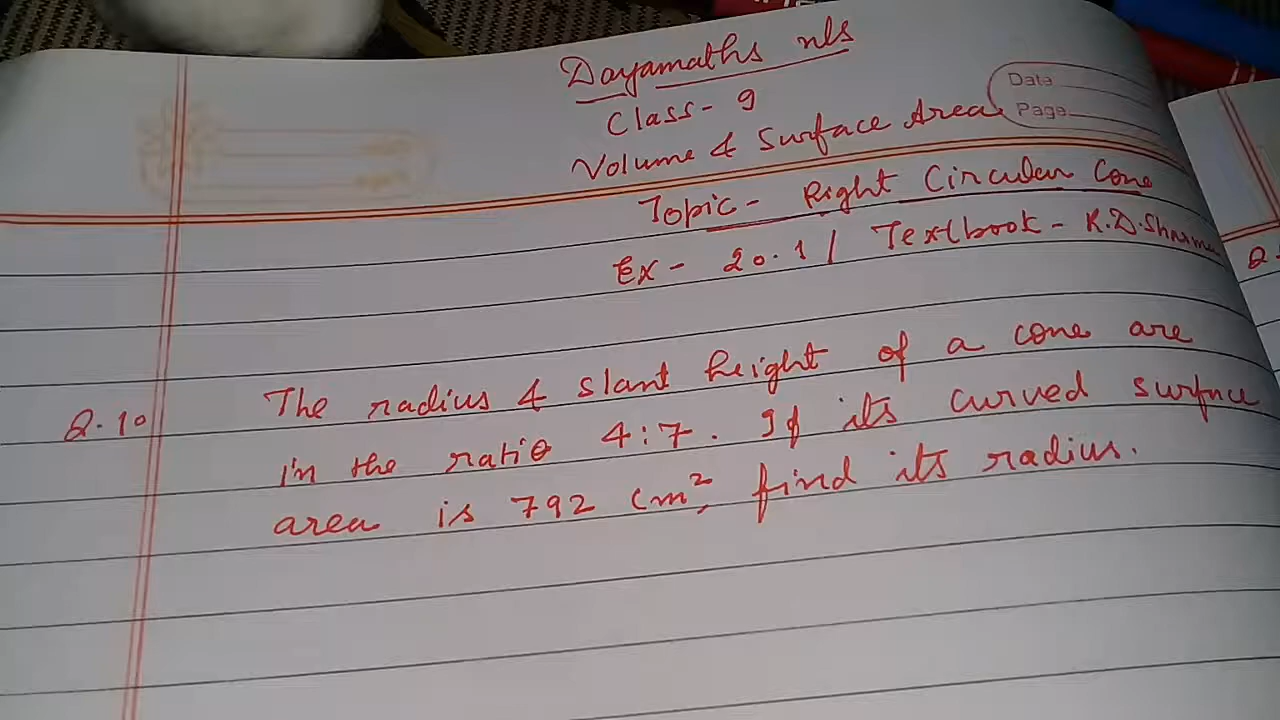 Dayamaths nls
Class- 9
Volume & Surface Area
Date
Page
Topic- Right Circular Cone
Ex- 20.1 / Textbook- R.D. Sharma
Q.
Q.10 The radius & slant height of a cone are
in the ratio 4:7. If its curved surface
area is 792 cm², find its radius.